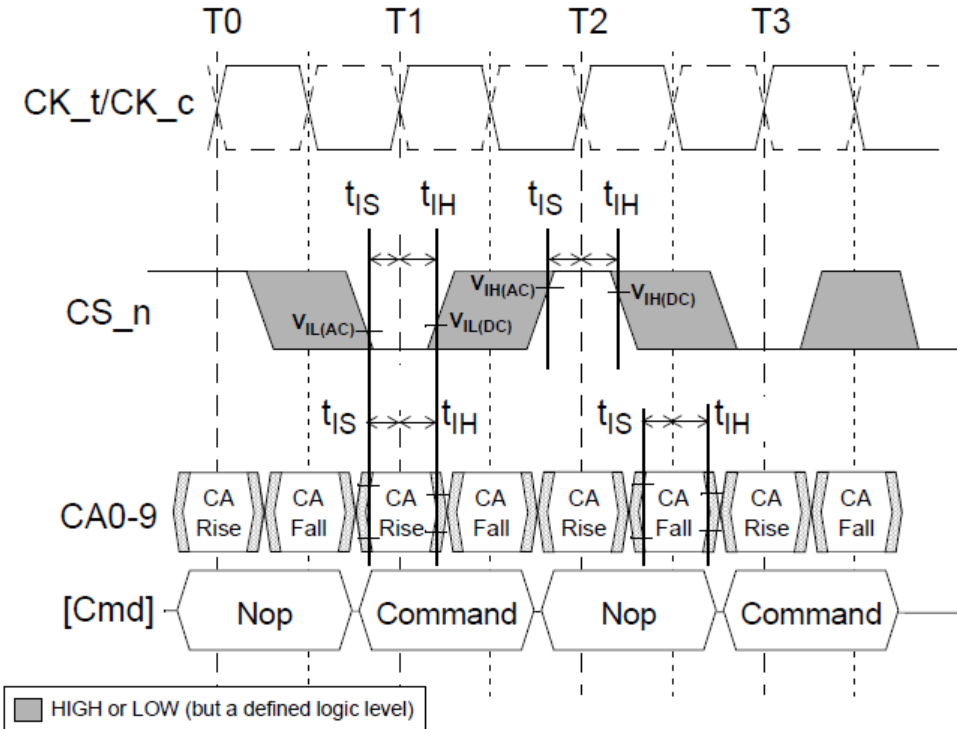 T0 T1 T2 T3
CK_t/CK_c
tIS tIH tIS tIH
CS_n
VIL(AC) VIL(DC) VIH(AC) VIH(DC)
tIS tIH tIS tIH
CA0-9
CA Rise
CA Fall
CA Rise
CA Fall
CA Rise
CA Fall
CA Rise
CA Fall
[Cmd] Nop Command Nop Command
HIGH or LOW (but a defined logic level)